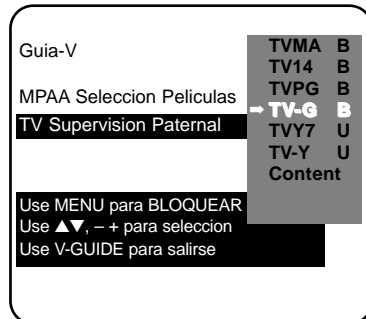 Guia-V
MPAA Seleccion Peliculas
TV Supervision Paternal
TVMA B
TV14 B
TVPG B
➡ TV-G B
TVY7 U
TV-Y U
Content
Use MENU para BLOQUEAR
Use ▲▼, – + para seleccion
Use V-GUIDE para salirse